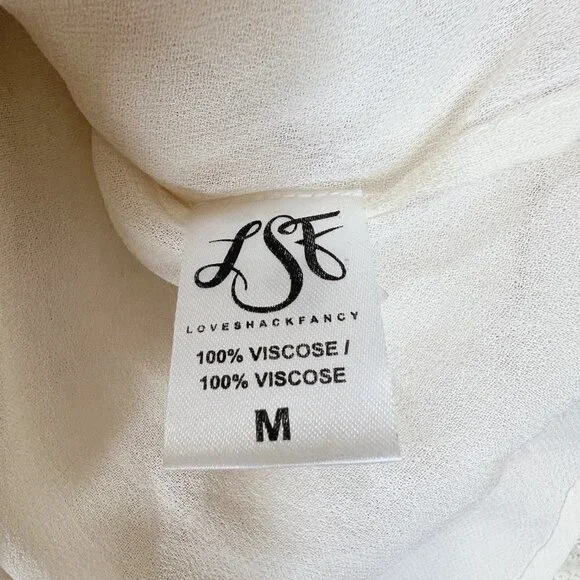 LSF
LOVESHACKFANCY
100% VISCOSE /
100% VISCOSE
M